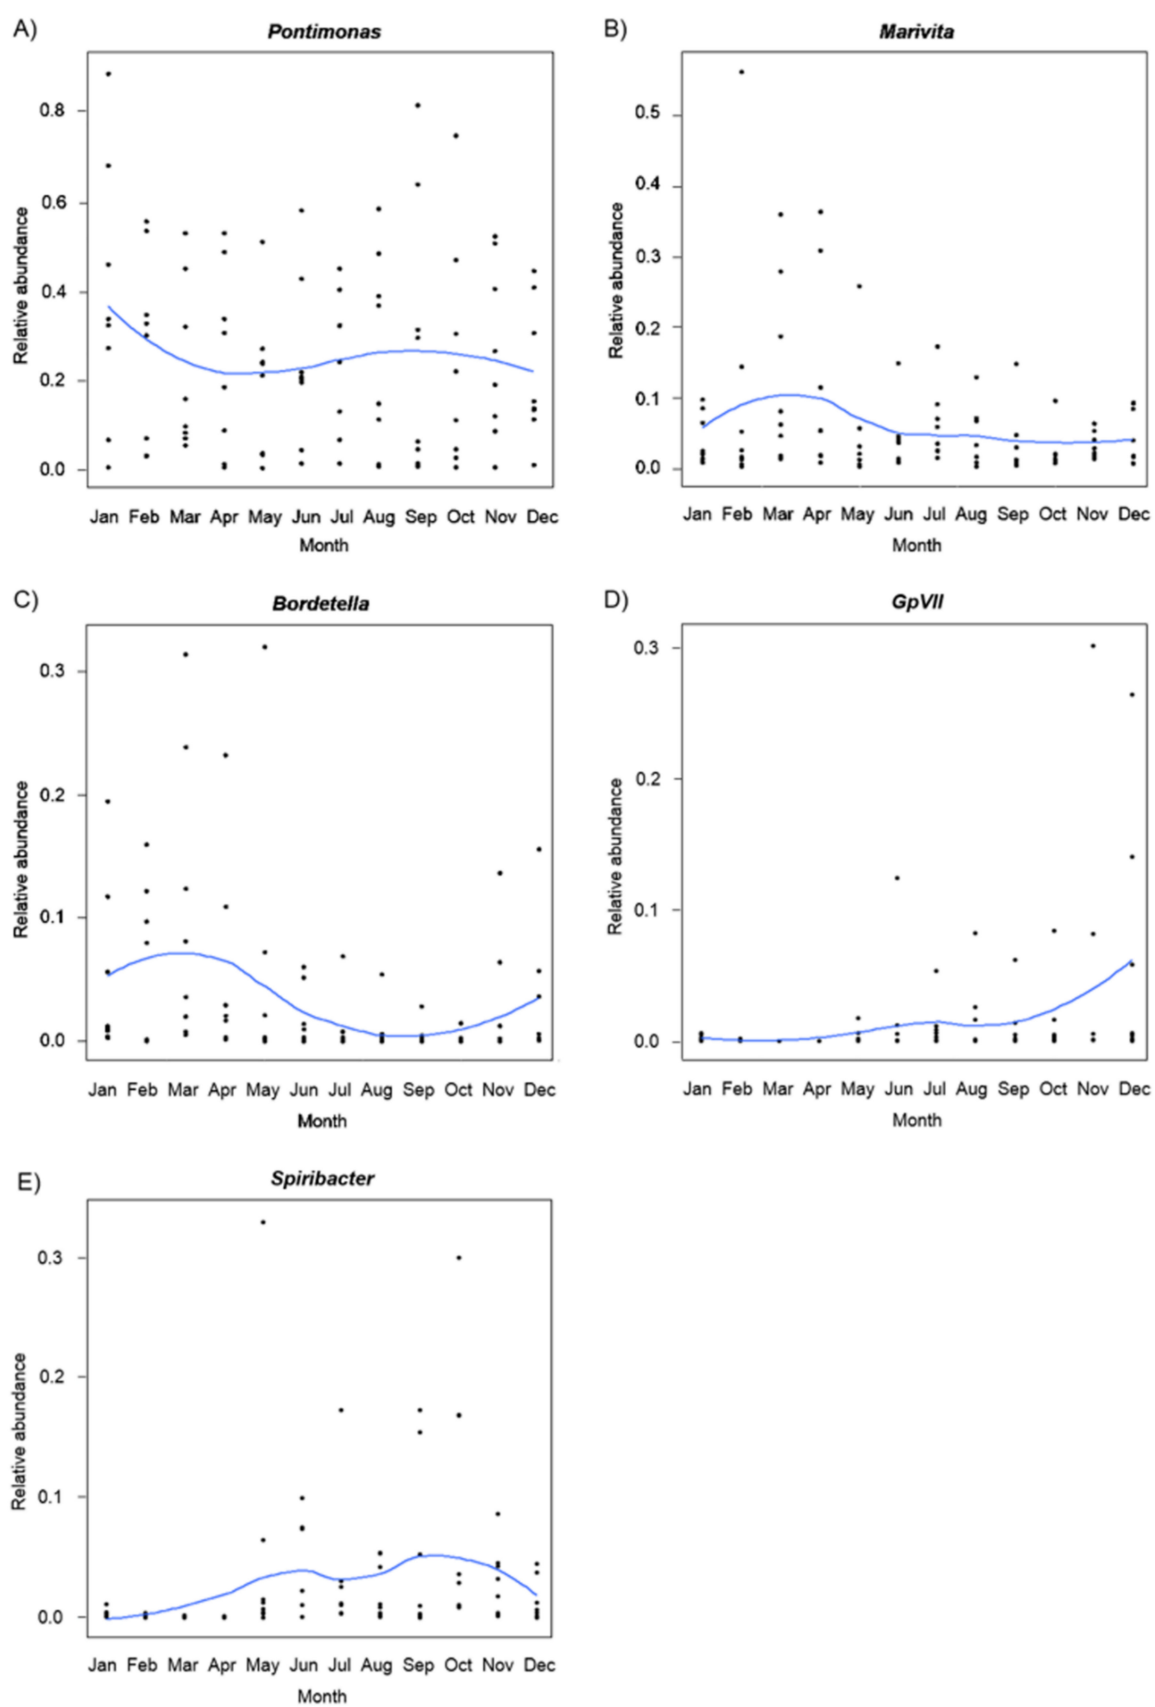 A) Pontimonas
Relative abundance
0.8
0.6
0.4
0.2
0.0
Jan Feb Mar Apr May Jun Jul Aug Sep Oct Nov Dec
Month
B) Marivita
Relative abundance
0.5
0.4
0.3
0.2
0.1
0.0
Jan Feb Mar Apr May Jun Jul Aug Sep Oct Nov Dec
Month
C) Bordetella
Relative abundance
0.3
0.2
0.1
0.0
Jan Feb Mar Apr May Jun Jul Aug Sep Oct Nov Dec
Month
D) GpVII
Relative abundance
0.3
0.2
0.1
0.0
Jan Feb Mar Apr May Jun Jul Aug Sep Oct Nov Dec
Month
E) Spiribacter
Relative abundance
0.3
0.2
0.1
0.0
Jan Feb Mar Apr May Jun Jul Aug Sep Oct Nov Dec
Month